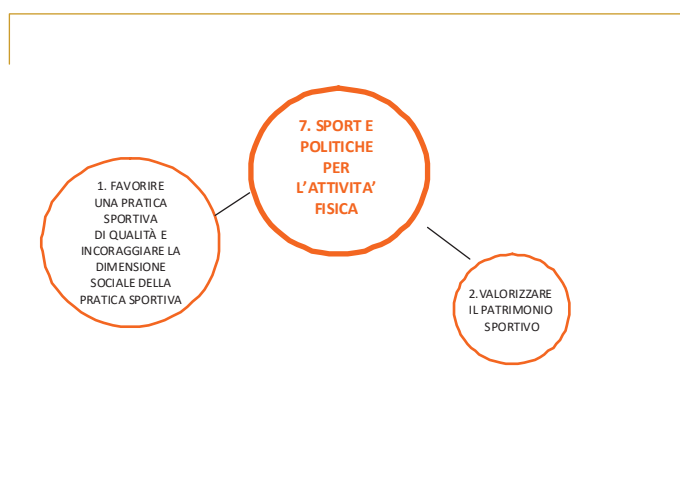 7. SPORT E
POLITICHE
PER
L’ATTIVITA’
FISICA
1. FAVORIRE
UNA PRATICA
SPORTIVA
DI QUALITÀ E
INCORAGGIARE LA
DIMENSIONE
SOCIALE DELLA
PRATICA SPORTIVA
2.VALORIZZARE
IL PATRIMONIO
SPORTIVO